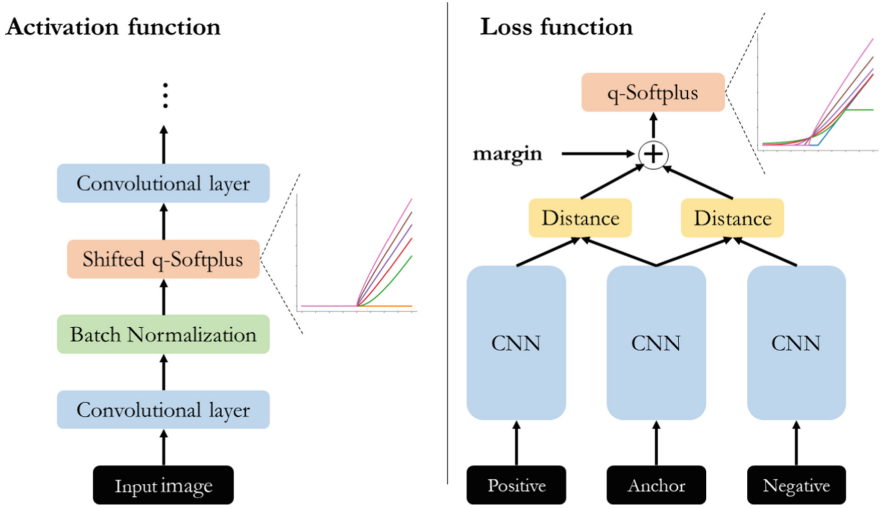 Activation function
Convolutional layer
Shifted q-Softplus
Batch Normalization
Convolutional layer
Input image
Loss function
q-Softplus
margin
+
Distance
Distance
CNN
CNN
CNN
Positive
Anchor
Negative